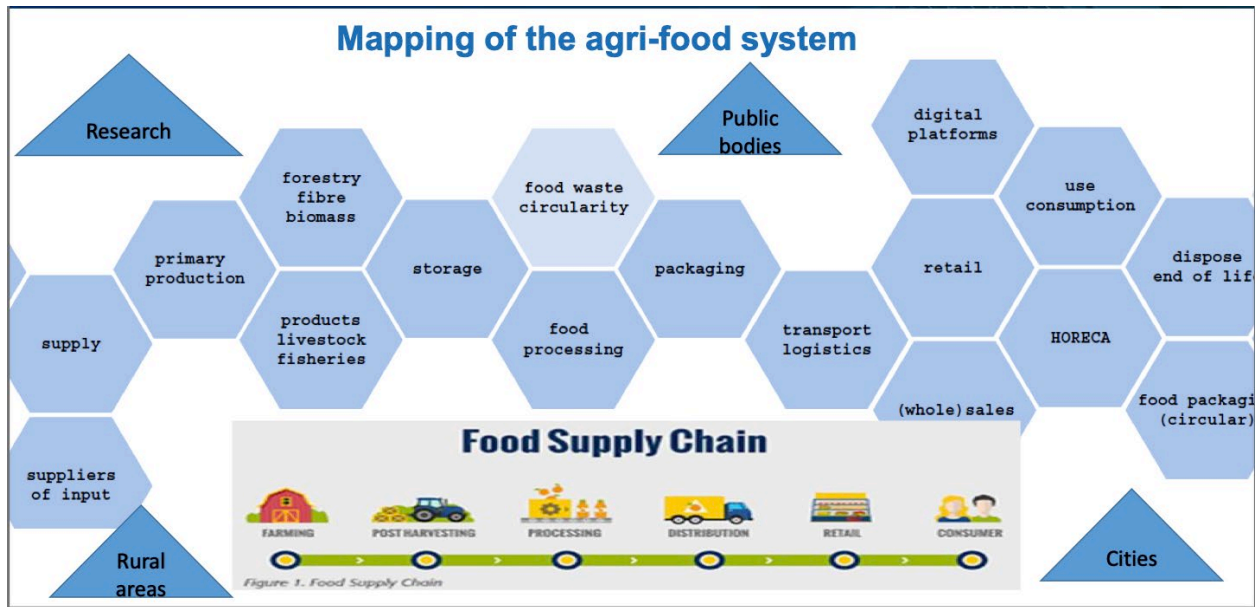 Mapping of the agri-food system
Research
Public
bodies
digital
platforms
forestry
fibre
biomass
food waste
circularity
use
consumption
primary
production
storage
packaging
retail
dispose
end of life
supply
products
livestock
fisheries
food
processing
transport
logistics
HORECA
(whole)sales
food packagi
(circular)
suppliers
of input
Rural
areas
Cities
Food Supply Chain
FARMING
POST HARVESTING
PROCESSING
DISTRIBUTION
RETAIL
CONSUMER
Figure 1. Food Supply Chain